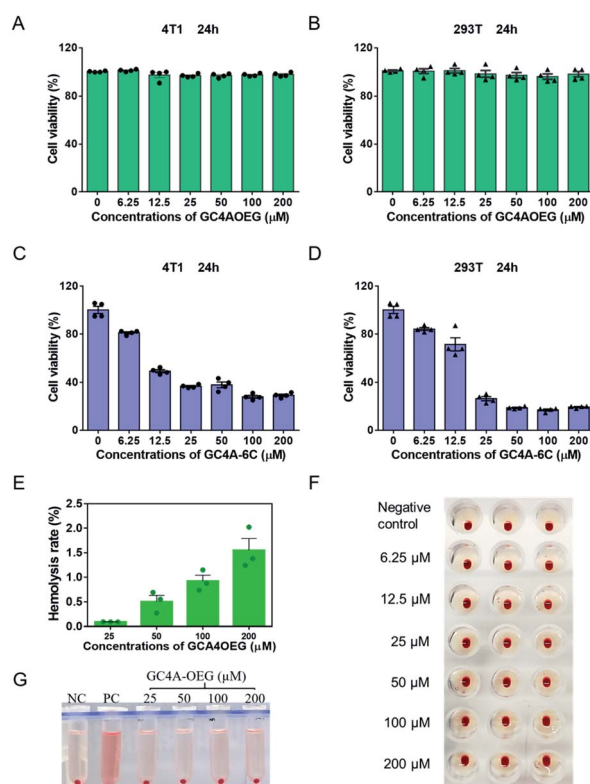 A
4T1 24h
Cell viability (%)
120
80
40
0
0 6.25 12.5 25 50 100 200
Concentrations of GC4AOEG (μM)
B
293T 24h
Cell viability (%)
120
80
40
0
0 6.25 12.5 25 50 100 200
Concentrations of GC4AOEG (μM)
C
4T1 24h
Cell viability (%)
120
80
40
0
0 6.25 12.5 25 50 100 200
Concentrations of GC4A-6C (μM)
D
293T 24h
Cell viability (%)
120
80
40
0
0 6.25 12.5 25 50 100 200
Concentrations of GC4A-6C (μM)
E
Hemolysis rate (%)
2.5
2.0
1.5
1.0
0.5
0.0
25 50 100 200
Concentrations of GCA4OEG (μM)
F
Negative
control
6.25 μM
12.5 μM
25 μM
50 μM
100 μM
200 μM
G
GC4A-OEG (μM)
NC PC 25 50 100 200